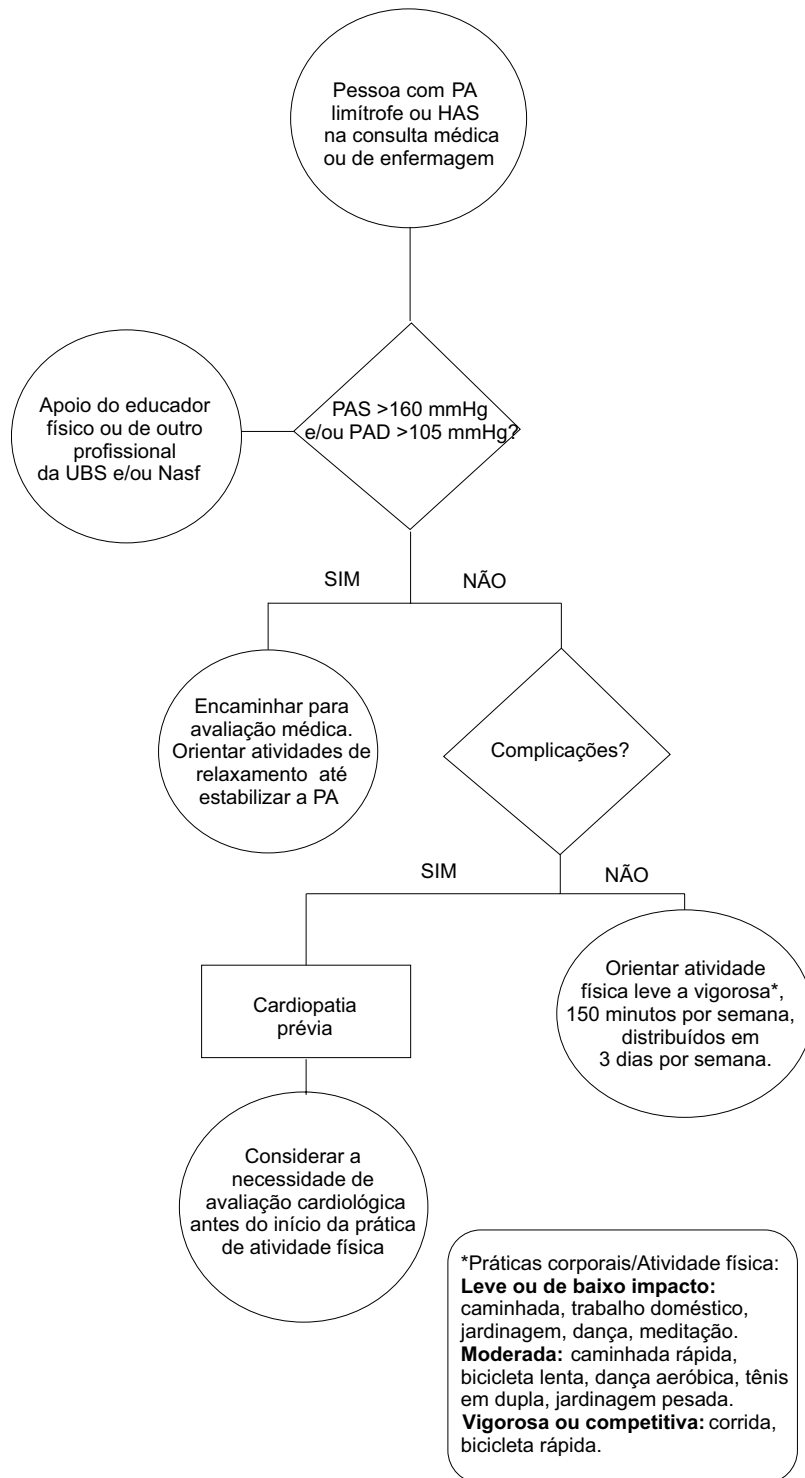 Pessoa com PA
limítrofe ou HAS
na consulta médica
ou de enfermagem
Apoio do educador
físico ou de outro
profissional
da UBS e/ou Nasf
PAS >160 mmHg
e/ou PAD >105 mmHg?
SIM
NÃO
Encaminhar para
avaliação médica.
Orientar atividades de
relaxamento até
estabilizar a PA
Complicações?
SIM
NÃO
Cardiopatia
prévia
Orientar atividade
física leve a vigorosa*,
150 minutos por semana,
distribuídos em
3 dias por semana.
Considerar a
necessidade de
avaliação cardiológica
antes do início da prática
de atividade física
*Práticas corporais/Atividade física:
Leve ou de baixo impacto:
caminhada, trabalho doméstico,
jardinagem, dança, meditação.
Moderada: caminhada rápida,
bicicleta lenta, dança aeróbica, tênis
em dupla, jardinagem pesada.
Vigorosa ou competitiva: corrida,
bicicleta rápida.